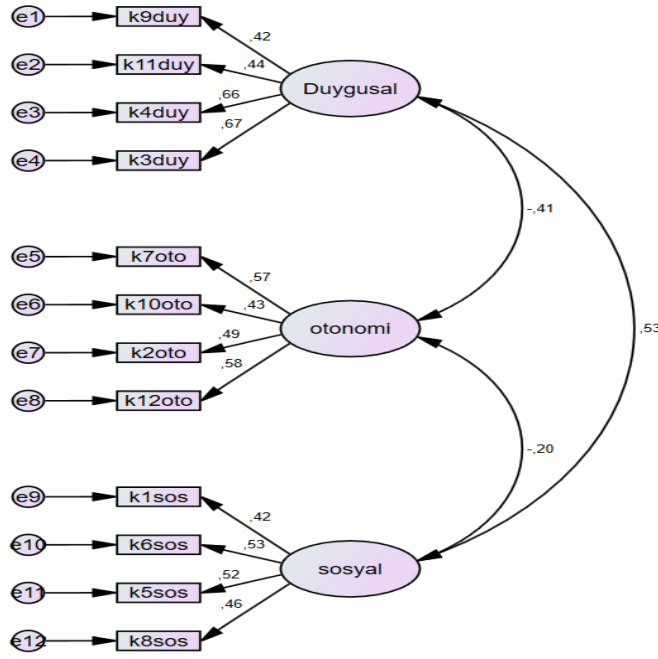 e1 k9duy ,42
e2 k11duy ,44
Duygusal
e3 k4duy ,66
e4 k3duy ,67
-,41
e5 k7oto ,57
e6 k10oto ,43
otonomi
,53
e7 k2oto ,49
e8 k12oto ,58
-,20
e9 k1sos ,42
e10 k6sos ,53
sosyal
e11 k5sos ,52
e12 k8sos ,46